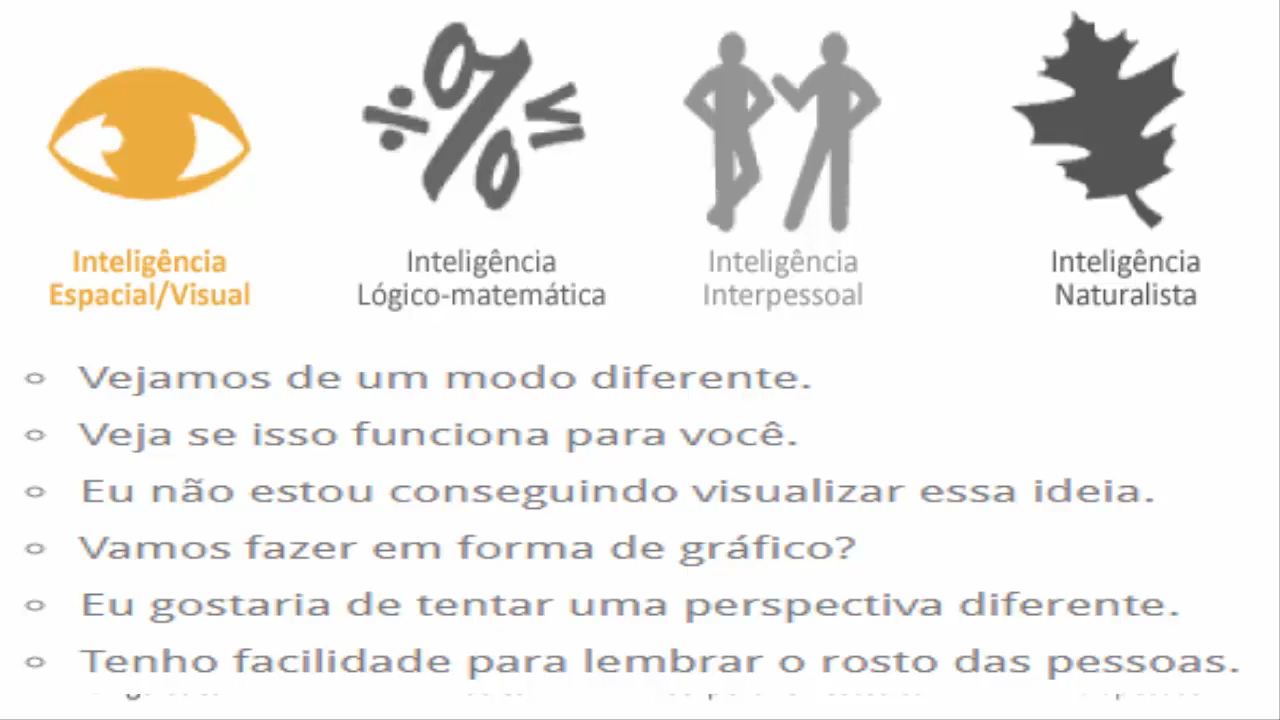 Inteligência
Espacial/Visual
Inteligência
Lógico-matemática
Inteligência
Interpessoal
Inteligência
Naturalista
Vejamos de um modo diferente.
Veja se isso funciona para você.
Eu não estou conseguindo visualizar essa ideia.
Vamos fazer em forma de gráfico?
Eu gostaria de tentar uma perspectiva diferente.
Tenho facilidade para lembrar o rosto das pessoas.